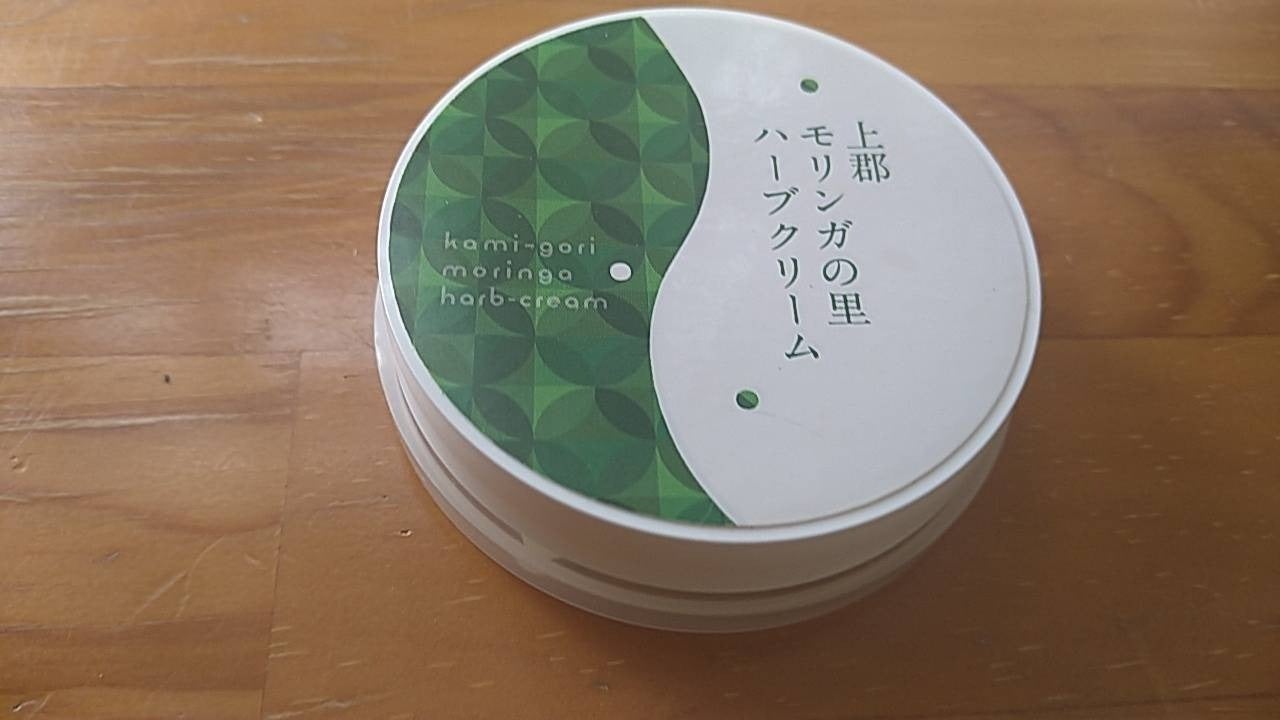 上郡
モリンガの里
ハーブクリーム
kami-gori
moringa
harb-cream